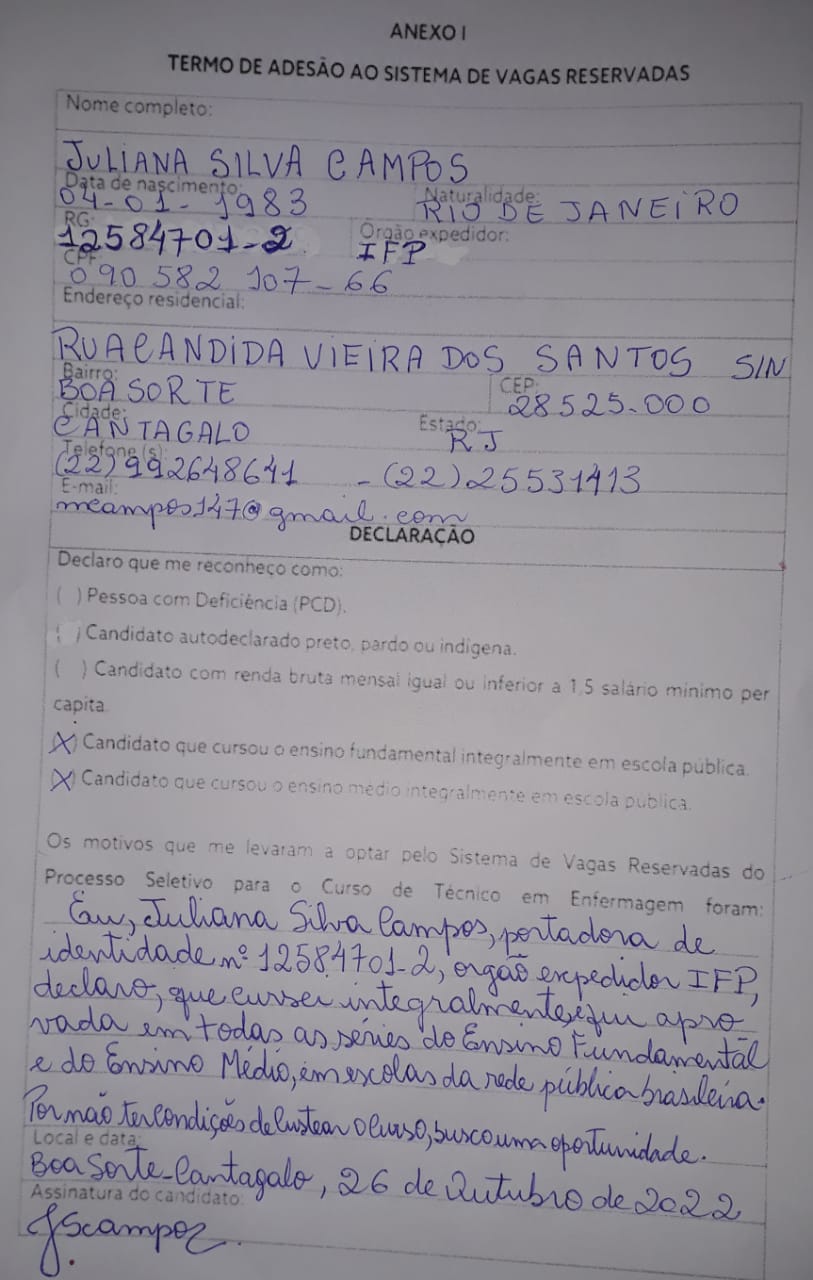 ANEXO I
TERMO DE ADESÃO AO SISTEMA DE VAGAS RESERVADAS
Nome completo:
JULIANA SILVA CAMPOS
Data de nascimento: Naturalidade:
04-01-1983 RIO DE JANEIRO
RG: Órgão expedidor:
12584701-2 IFP
CPF:
090 582 107-66
Endereço residencial:
RUA CANDIDA VIEIRA DOS SANTOS S/N
Bairro: CEP:
BOA SORTE 28525.000
Cidade: Estado:
CANTAGALO RJ
Telefone (s):
(22) 992648641 - (22) 25531413
E-mail:
mcampos147@gmail.com
DECLARAÇÃO
Declaro que me reconheço como:
( ) Pessoa com Deficiência (PCD).
( ) Candidato autodeclarado preto, pardo ou indígena.
( ) Candidato com renda bruta mensal igual ou inferior a 1,5 salário mínimo per
capita.
(X) Candidato que cursou o ensino fundamental integralmente em escola pública.
(X) Candidato que cursou o ensino médio integralmente em escola pública.
Os motivos que me levaram a optar pelo Sistema de Vagas Reservadas do
Processo Seletivo para o Curso de Técnico em Enfermagem foram:
Eu, Juliana Silva Campos, portadora de
identidade nº 12584701-2, orgão expedidor IFP,
declaro, que cursei integralmente, e fui apro
vada em todas as séries do Ensino Fundamental
e do Ensino Médio, em escolas da rede pública brasileira.
Por não ter condições de custear o curso, busco uma oportunidade.
Local e data:
Boa Sorte-Cantagalo, 26 de Outubro de 2022
Assinatura do candidato:
JScampos.